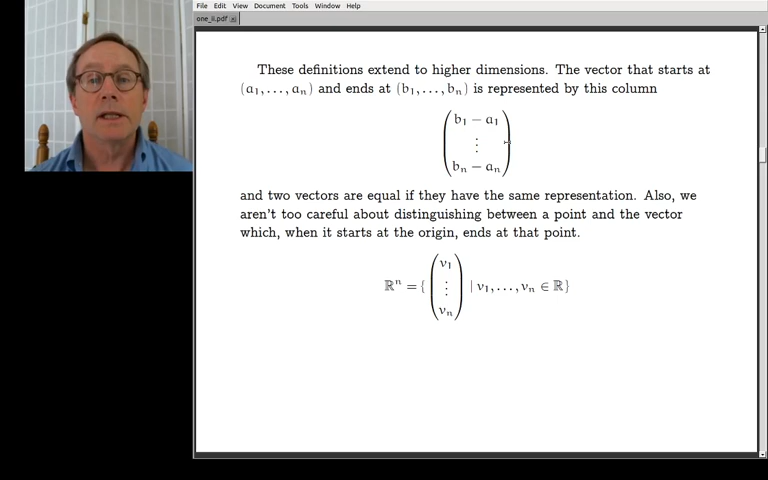 File Edit View Document Tools Window Help
one_ii.pdf
These definitions extend to higher dimensions. The vector that starts at
(a₁,...,aₙ) and ends at (b₁,...,bₙ) is represented by this column
b₁ − a₁
⋮
bₙ − aₙ
and two vectors are equal if they have the same representation. Also, we
aren't too careful about distinguishing between a point and the vector
which, when it starts at the origin, ends at that point.
ℝⁿ = { ( v₁ ⋮ vₙ ) | v₁,...,vₙ ∈ ℝ}